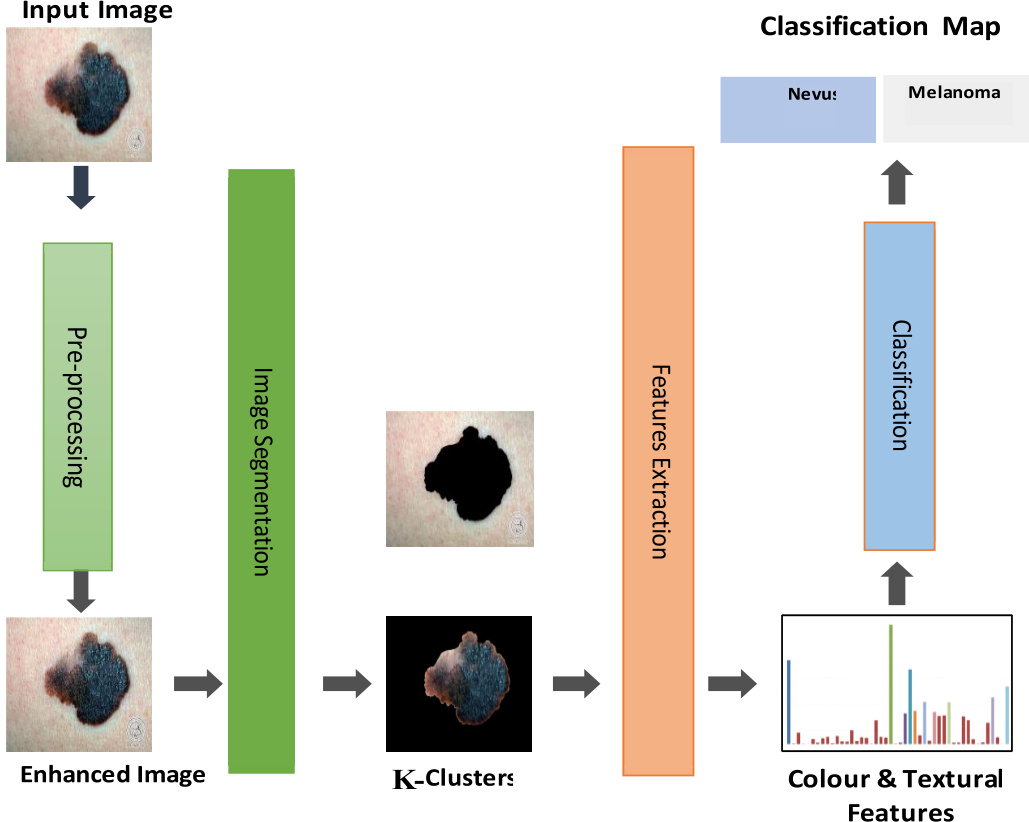 Input Image
Pre-processing
Enhanced Image
Image Segmentation
K-Clusters
Features Extraction
Colour & Textural
Features
Classification
Classification Map
Nevus
Melanoma